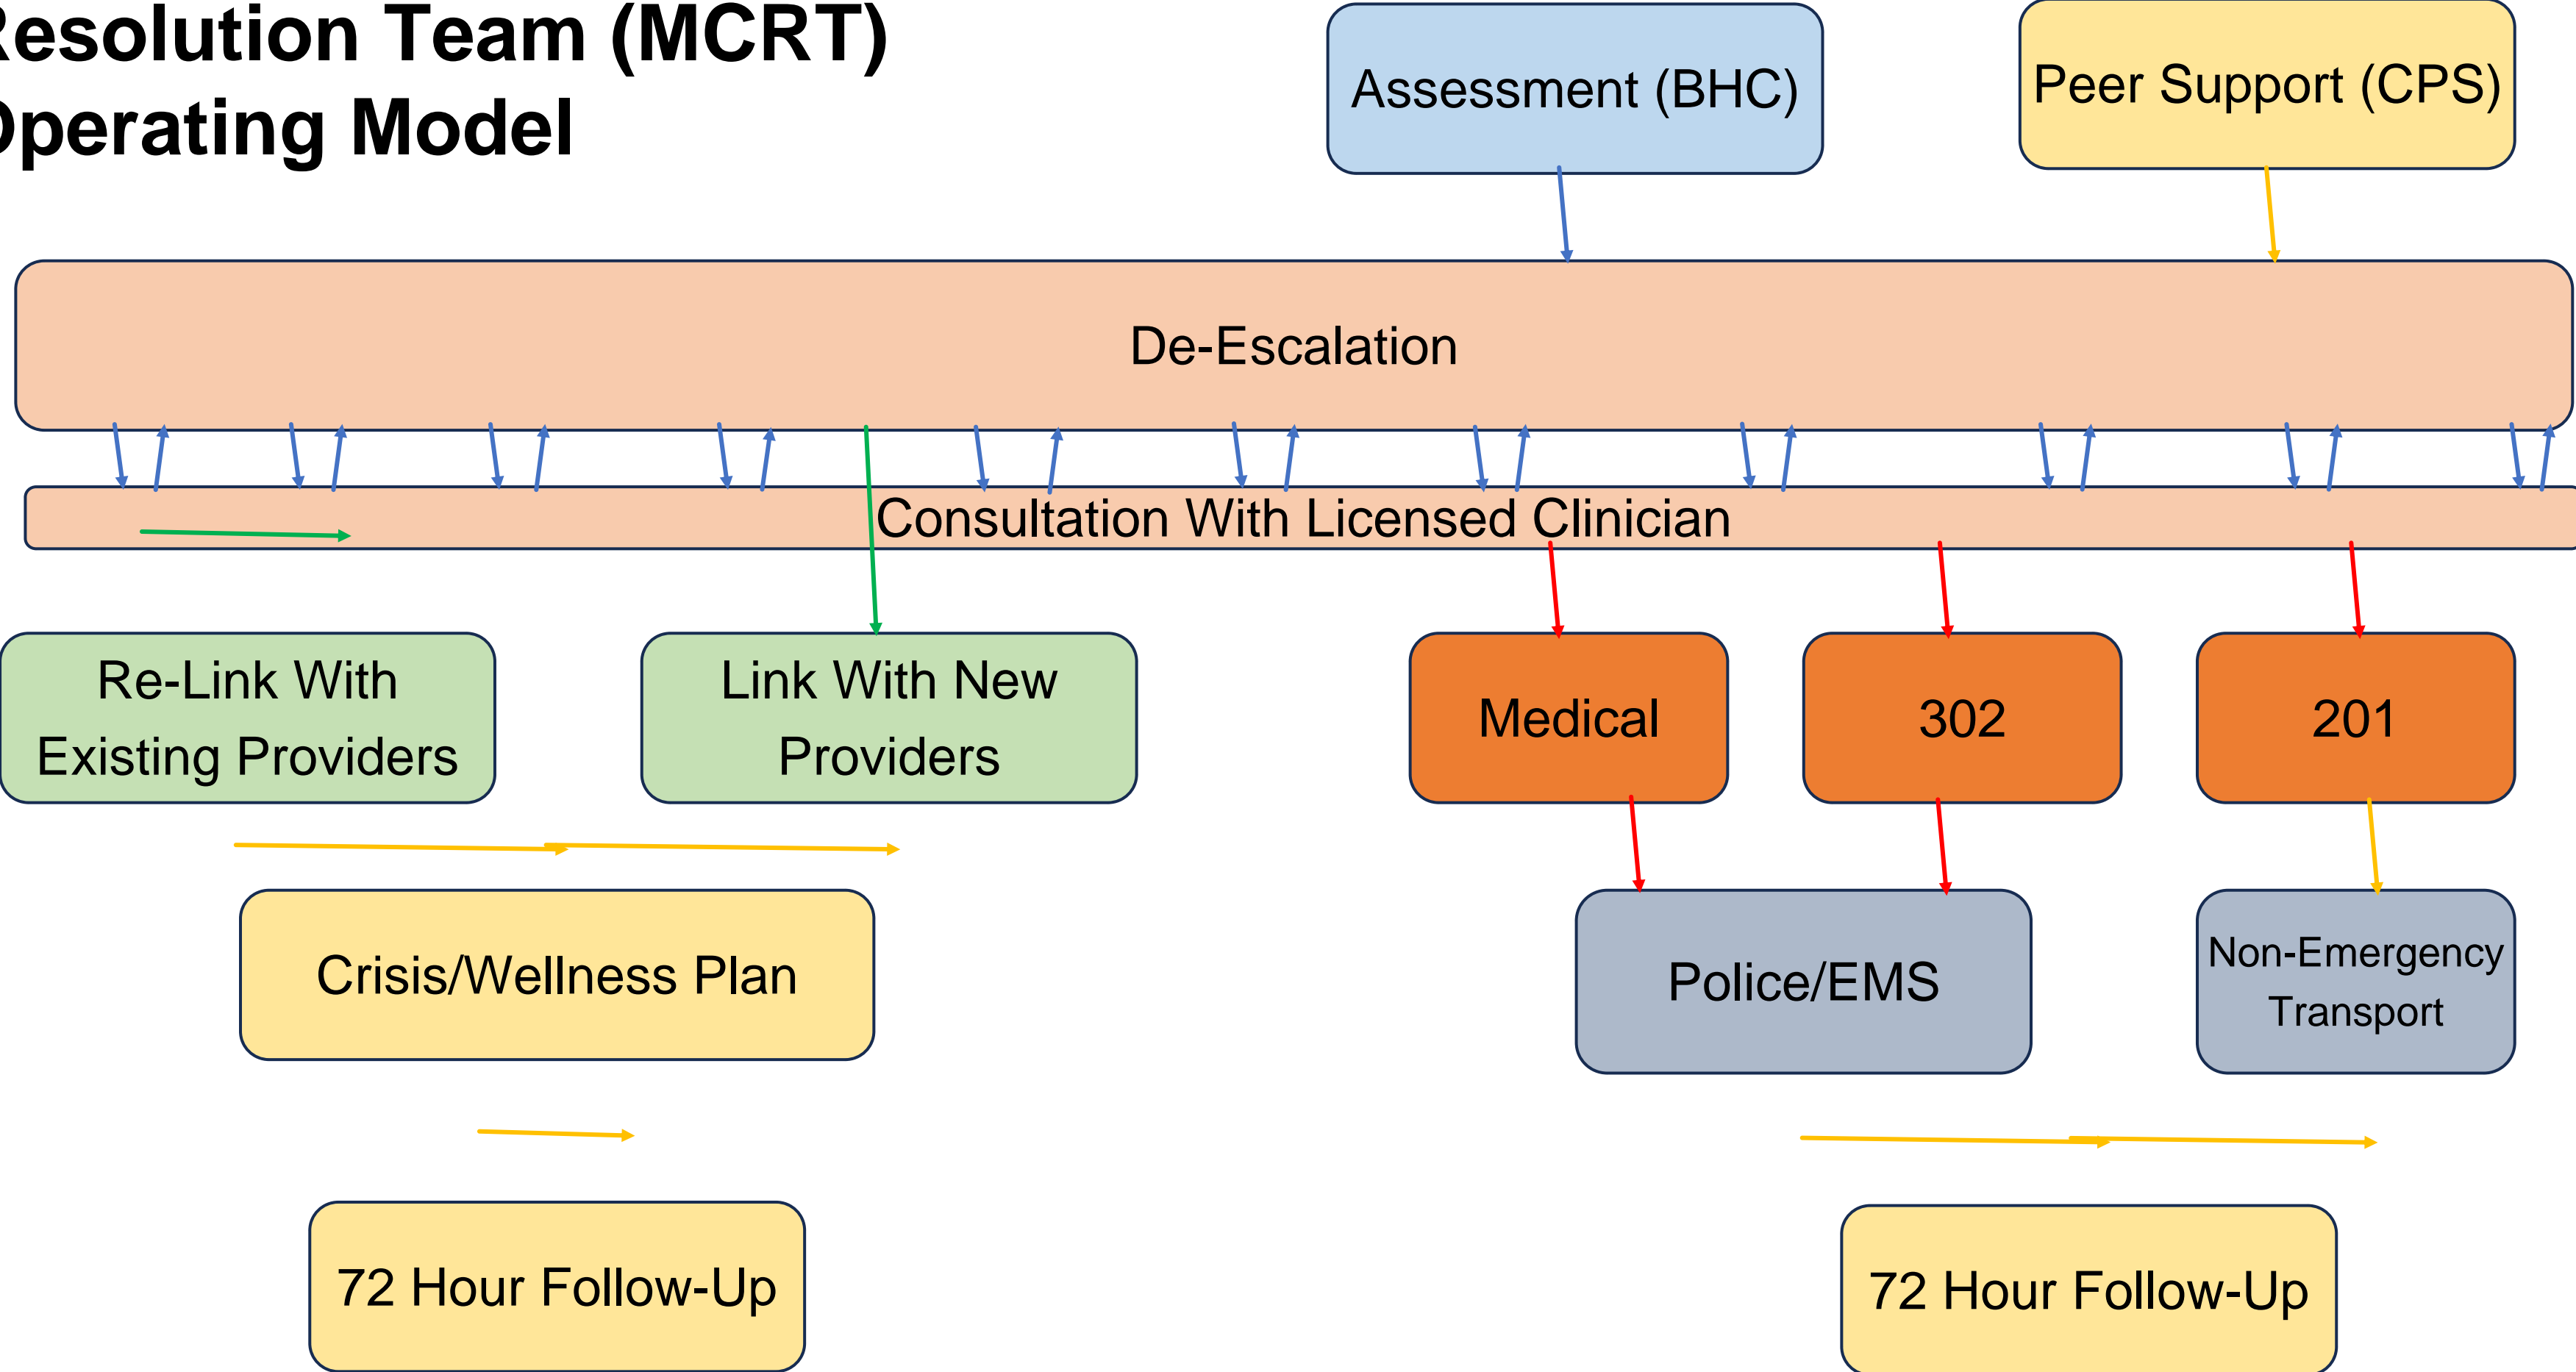 Resolution Team (MCRT)
Operating Model
Assessment (BHC)
Peer Support (CPS)
De-Escalation
Consultation With Licensed Clinician
Re-Link With
Existing Providers
Link With New
Providers
Medical
302
201
Crisis/Wellness Plan
Police/EMS
Non-Emergency
Transport
72 Hour Follow-Up
72 Hour Follow-Up